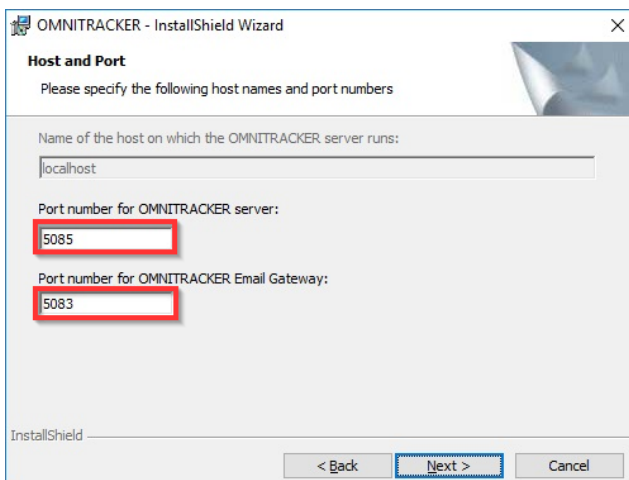 OMNITRACKER - InstallShield Wizard
Host and Port
Please specify the following host names and port numbers
Name of the host on which the OMNITRACKER server runs:
localhost
Port number for OMNITRACKER server:
5085
Port number for OMNITRACKER Email Gateway:
5083
InstallShield
< Back
Next >
Cancel